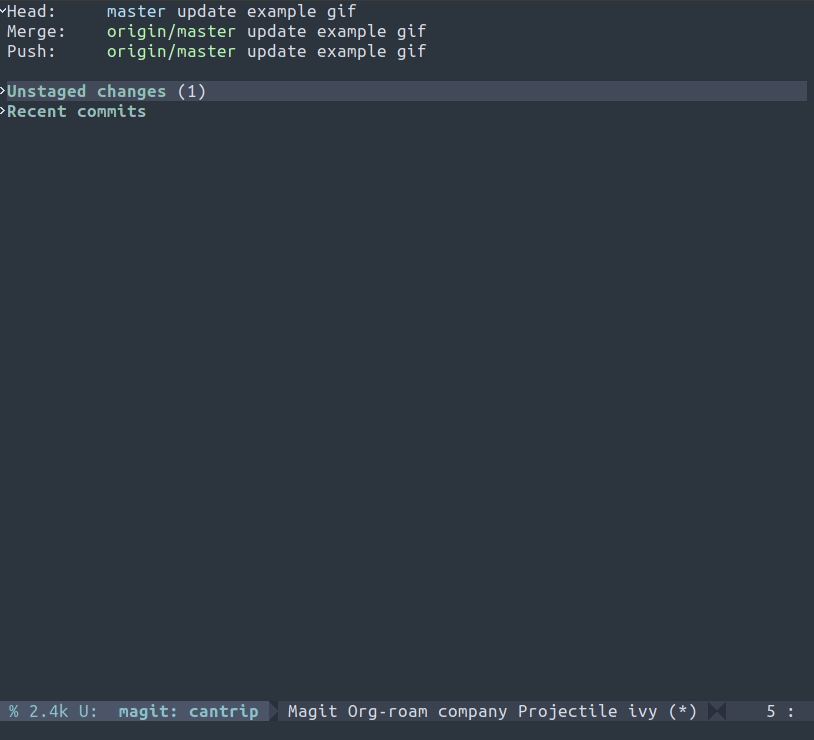 Head: master update example gif
Merge: origin/master update example gif
Push: origin/master update example gif
Unstaged changes (1)
Recent commits
% 2.4k U: magit: cantrip Magit Org-roam company Projectile ivy (*) 5 :